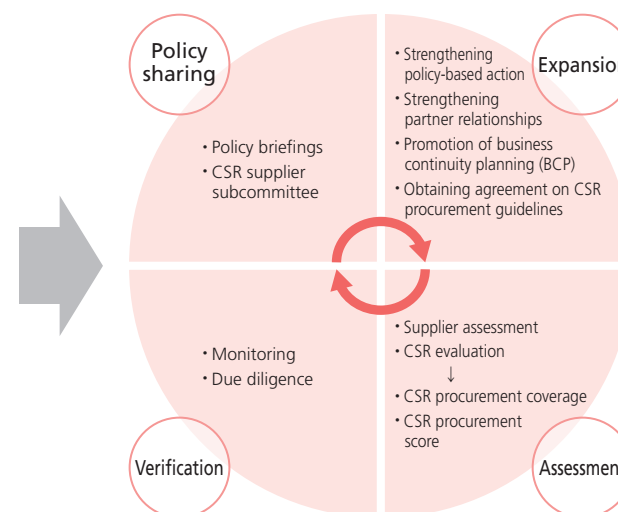 Policy
sharing
・Policy briefings
・CSR supplier
subcommittee
・Strengthening
policy-based action
・Strengthening
partner relationships
・Promotion of business
continuity planning (BCP)
・Obtaining agreement on CSR
procurement guidelines
Expansion
・Monitoring
・Due diligence
Verification
・Supplier assessment
・CSR evaluation
↓
・CSR procurement coverage
・CSR procurement
score
Assessment